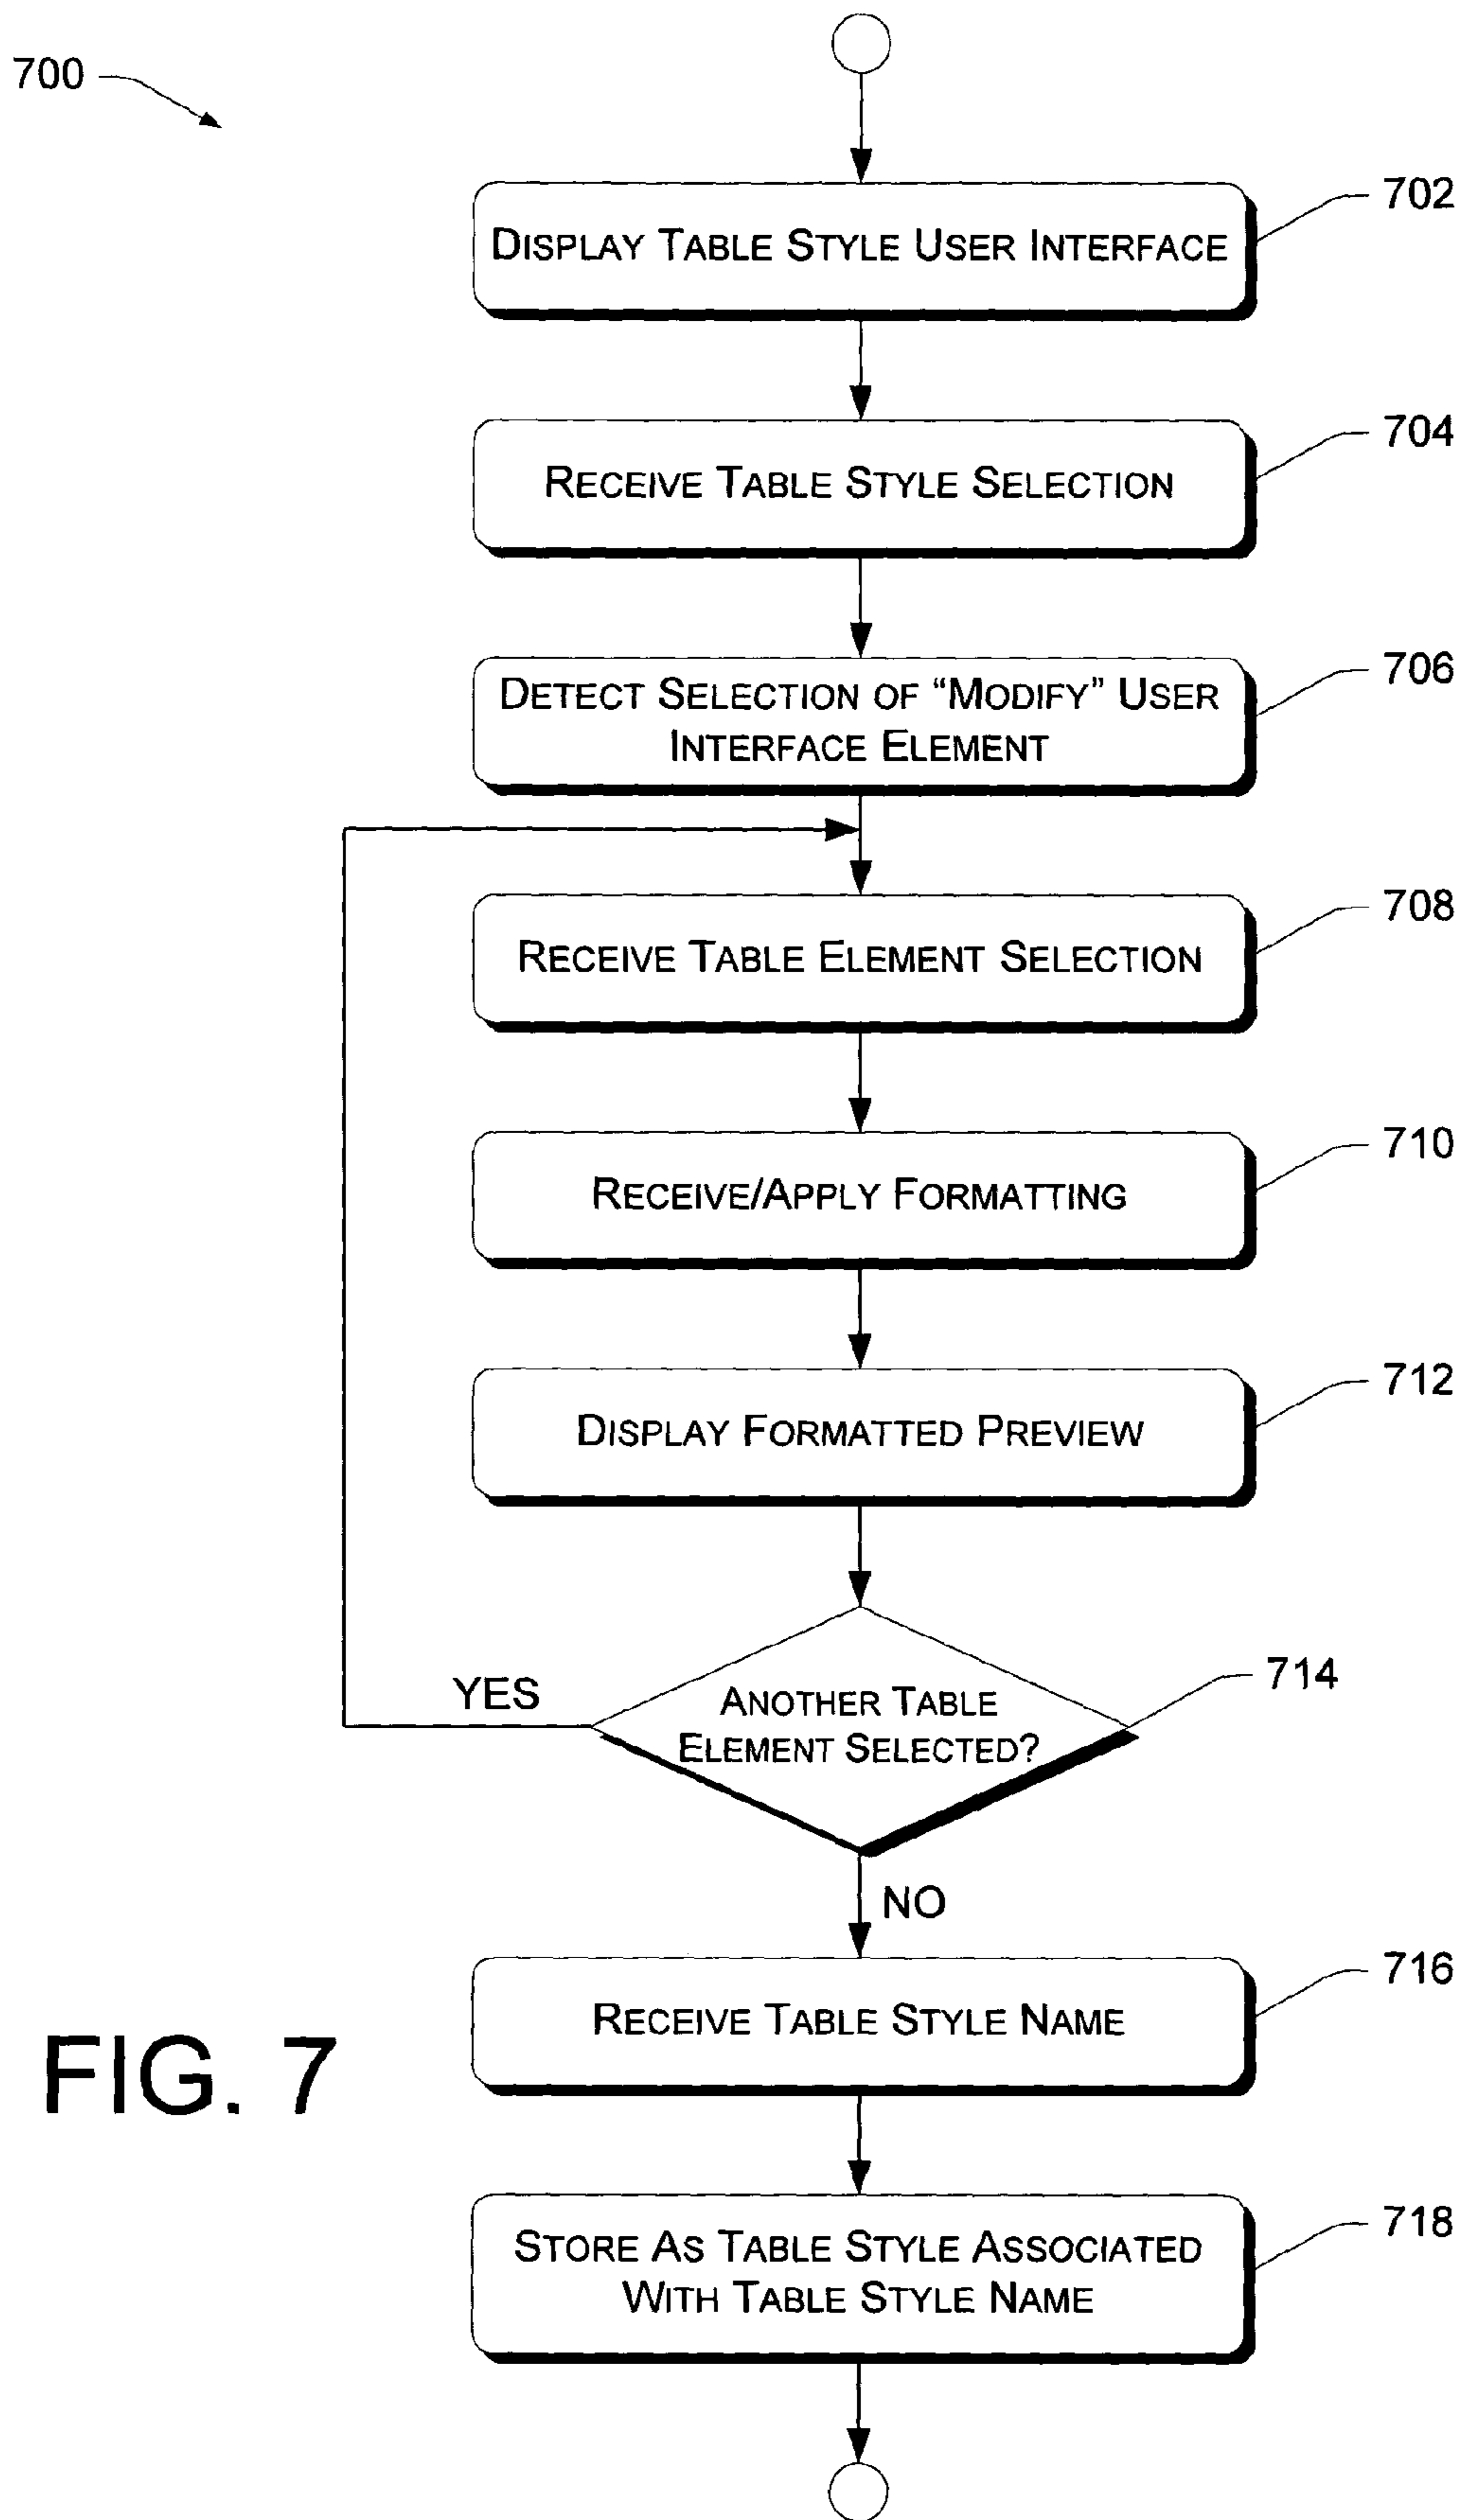 700
DISPLAY TABLE STYLE USER INTERFACE
702
RECEIVE TABLE STYLE SELECTION
704
DETECT SELECTION OF “MODIFY” USER
INTERFACE ELEMENT
706
RECEIVE TABLE ELEMENT SELECTION
708
RECEIVE/APPLY FORMATTING
710
DISPLAY FORMATTED PREVIEW
712
ANOTHER TABLE
ELEMENT SELECTED?
714
YES
NO
RECEIVE TABLE STYLE NAME
716
STORE AS TABLE STYLE ASSOCIATED
WITH TABLE STYLE NAME
718
FIG. 7